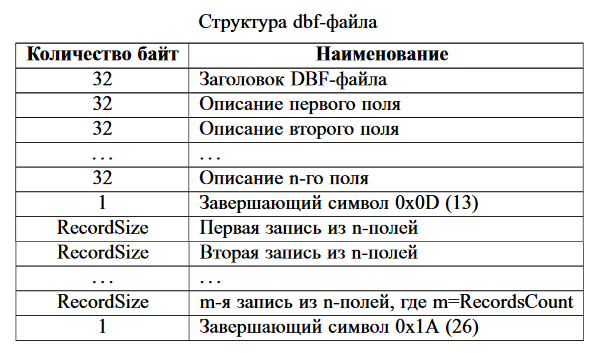 Структура dbf-файла
Количество байт Наименование
32 Заголовок DBF-файла
32 Описание первого поля
32 Описание второго поля
... ...
32 Описание n-го поля
1 Завершающий символ 0x0D (13)
RecordSize Первая запись из n-полей
RecordSize Вторая запись из n-полей
... ...
RecordSize m-я запись из n-полей, где m=RecordsCount
1 Завершающий символ 0x1A (26)